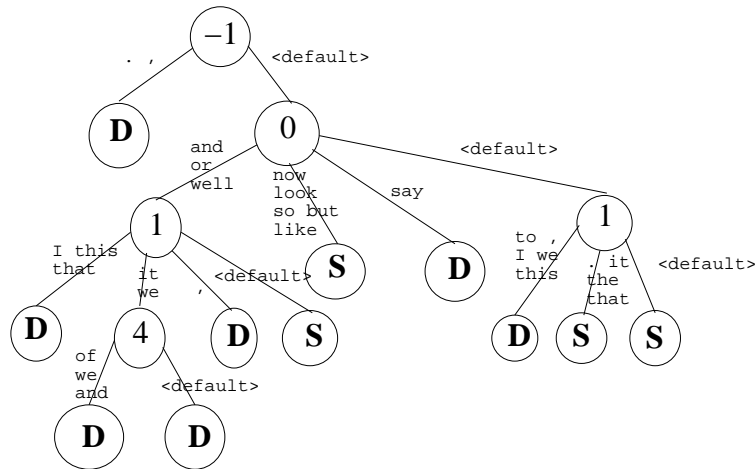 −1
. ,
<default>
D
0
and
or
well
now
look
so but
like
say
<default>
1
S
D
1
I this
that
it
we
,
<default>
to ,
I we
this
. it
the
that
<default>
D
4
D
S
D
S
S
of
we
and
<default>
D
D